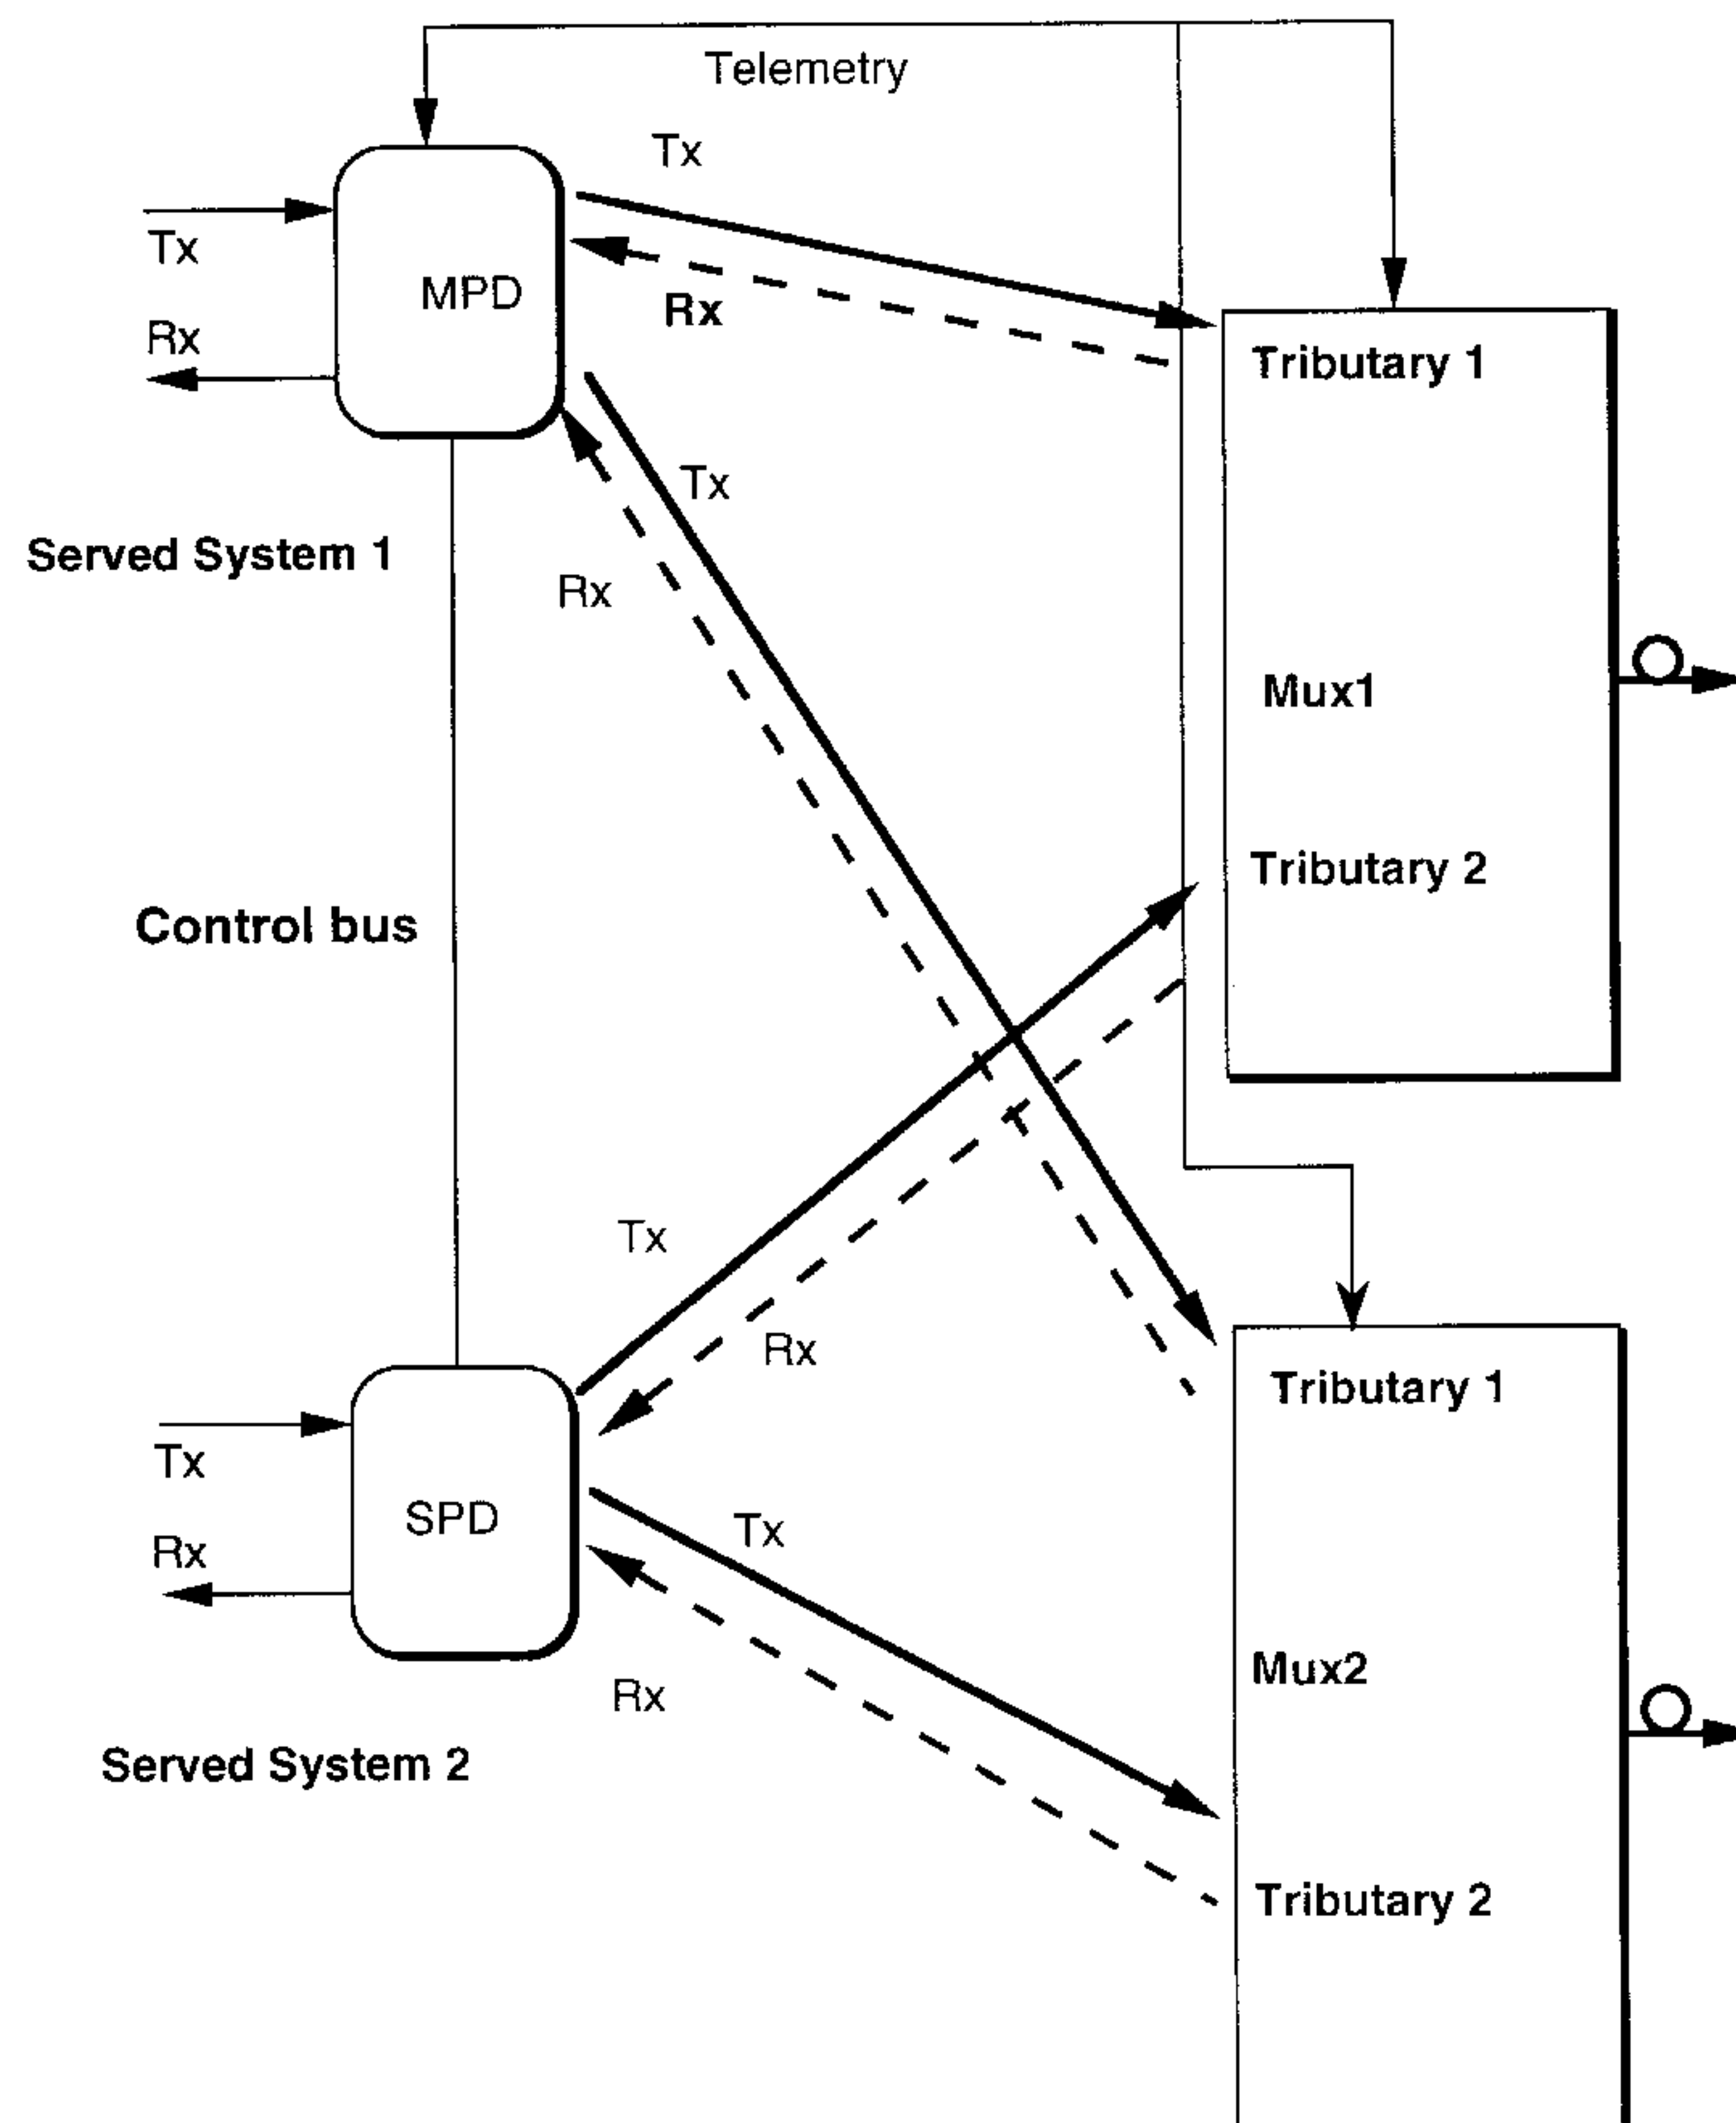 Telemetry
Tx
Tx
MPD
Rx
Rx
Tributary 1
Tx
Served System 1
Rx
Mux1
Tributary 2
Control bus
Tx
Rx
Tributary 1
Tx
SPD
Tx
Rx
Mux2
Rx
Served System 2
Tributary 2